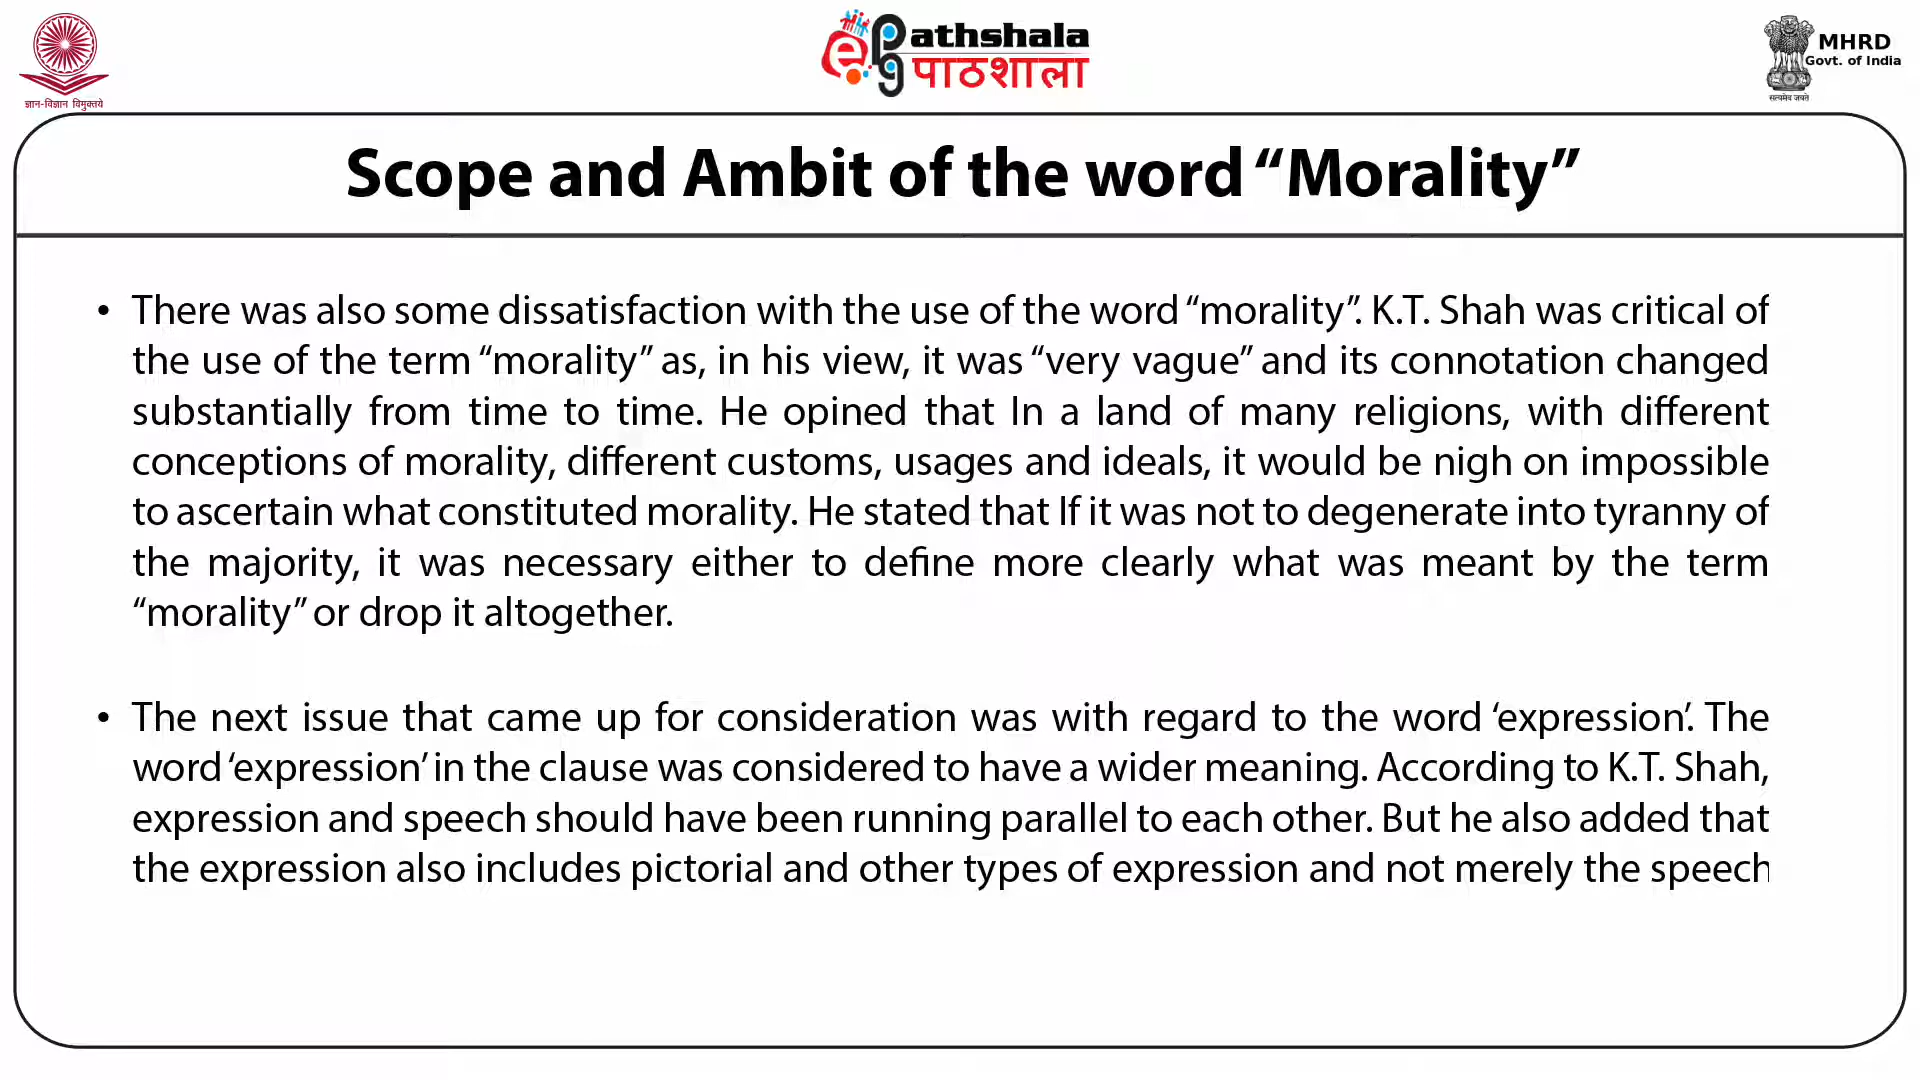 ज्ञान-विज्ञान विमुक्तये
e PG athshala
पाठशाला
MHRD
Govt. of India
सत्यमेव जयते
Scope and Ambit of the word “Morality”
• There was also some dissatisfaction with the use of the word “morality”. K.T. Shah was critical of
the use of the term “morality” as, in his view, it was “very vague” and its connotation changed
substantially from time to time. He opined that In a land of many religions, with different
conceptions of morality, different customs, usages and ideals, it would be nigh on impossible
to ascertain what constituted morality. He stated that If it was not to degenerate into tyranny of
the majority, it was necessary either to define more clearly what was meant by the term
“morality” or drop it altogether.
• The next issue that came up for consideration was with regard to the word ‘expression’. The
word ‘expression’ in the clause was considered to have a wider meaning. According to K.T. Shah,
expression and speech should have been running parallel to each other. But he also added that
the expression also includes pictorial and other types of expression and not merely the speech